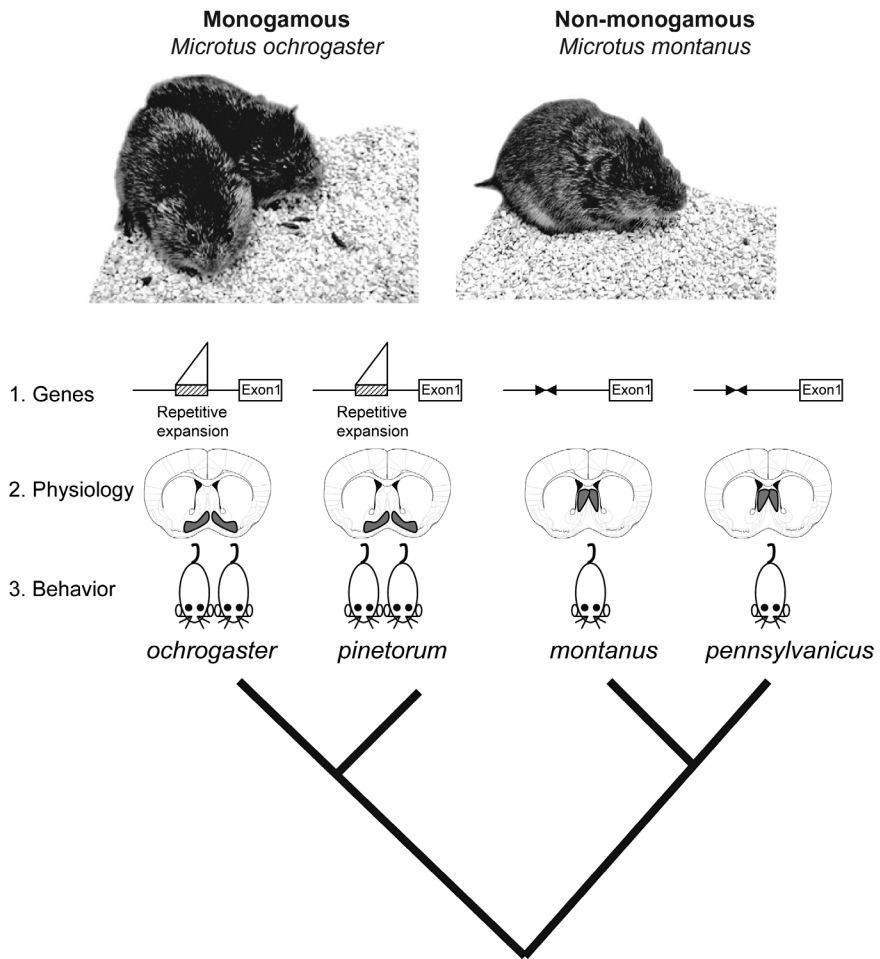 Monogamous
Microtus ochrogaster
Non-monogamous
Microtus montanus
1. Genes
Exon1
Repetitive
expansion
Exon1
Repetitive
expansion
Exon1
Exon1
2. Physiology
3. Behavior
ochrogaster
pinetorum
montanus
pennsylvanicus